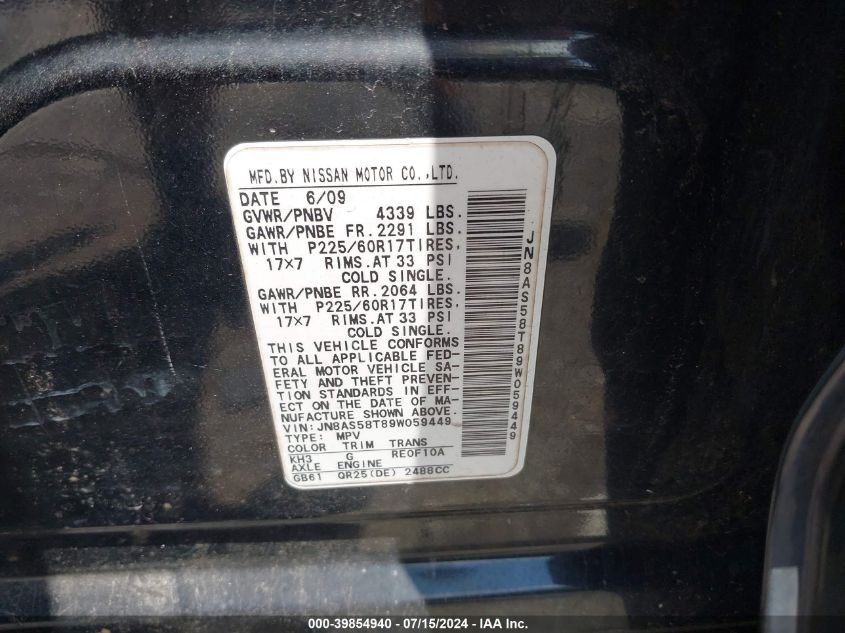 MFD.BY NISSAN MOTOR CO.,LTD.
DATE 6/09
GVWR/PNBV 4339 LBS.
GAWR/PNBE FR.2291 LBS.
WITH P225/60R17TIRES,
17×7 RIMS.AT 33 PSI
COLD SINGLE.
GAWR/PNBE RR.2064 LBS.
WITH P225/60R17TIRES,
17×7 RIMS.AT 33 PSI
COLD SINGLE.
THIS VEHICLE CONFORMS
TO ALL APPLICABLE FED-
ERAL MOTOR VEHICLE SA-
FETY AND THEFT PREVEN-
TION STANDARDS IN EFF-
ECT ON THE DATE OF MA-
NUFACTURE SHOWN ABOVE.
VIN: JN8AS58T89W059449
TYPE: MPV
COLOR TRIM TRANS
KH3 G RE0F10A
AXLE ENGINE
GB61 QR25(DE) 2488CC
JN8AS58T89W059449
000-39854940 - 07/15/2024 - IAA Inc.